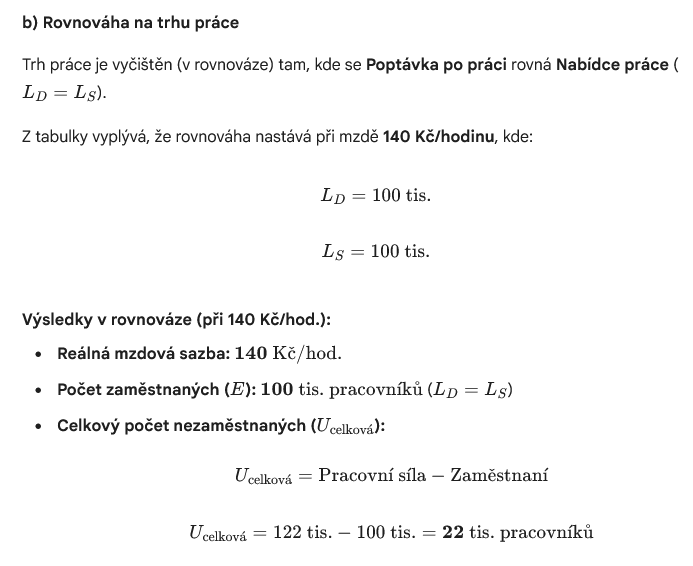 b) Rovnováha na trhu práce
Trh práce je vyčištěn (v rovnováze) tam, kde se Poptávka po práci rovná Nabídce práce (
L_D = L_S).
Z tabulky vyplývá, že rovnováha nastává při mzdě 140 Kč/hodinu, kde:
L_D = 100 tis.
L_S = 100 tis.
Výsledky v rovnováze (při 140 Kč/hod.):
• Reálná mzdová sazba: 140 Kč/hod.
• Počet zaměstnaných (E): 100 tis. pracovníků (L_D = L_S)
• Celkový počet nezaměstnaných (U_celková):
U_celková = Pracovní síla − Zaměstnaní
U_celková = 122 tis. − 100 tis. = 22 tis. pracovníků